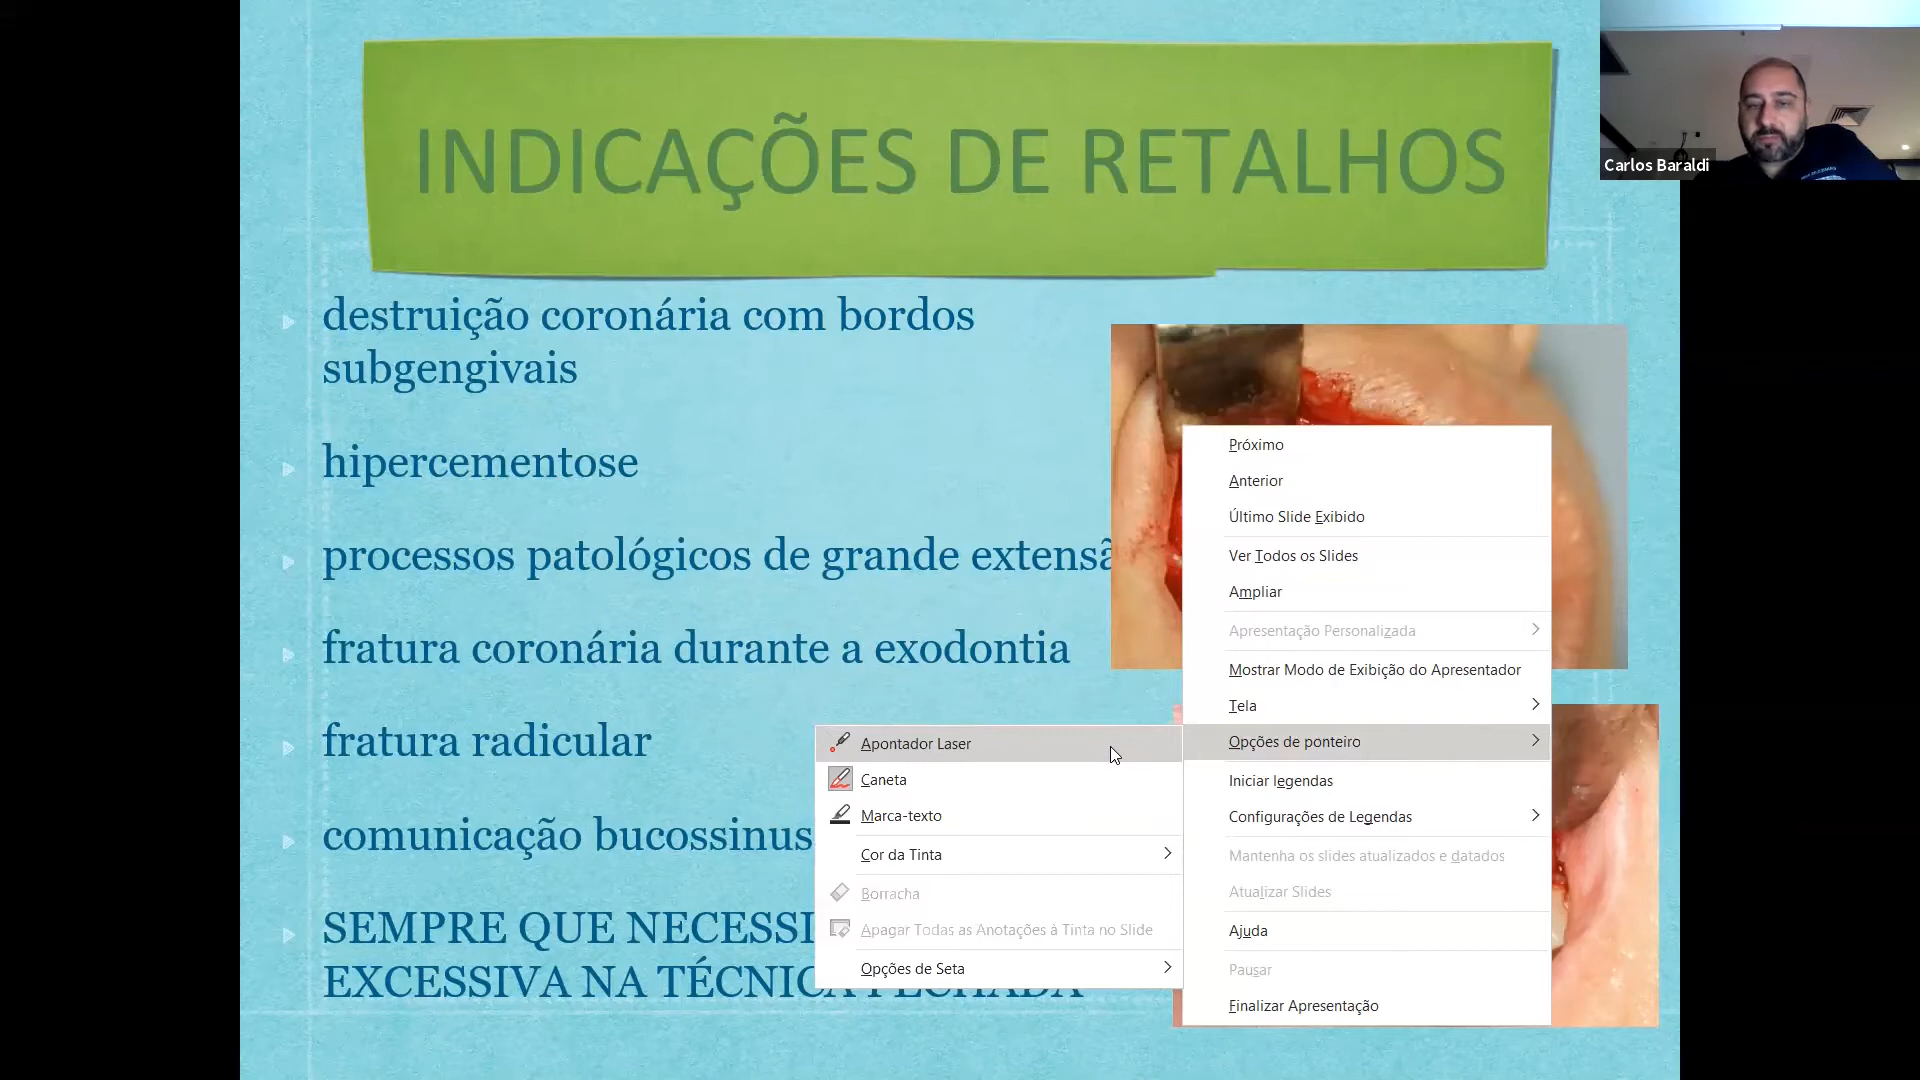 INDICAÇÕES DE RETALHOS
Carlos Baraldi
destruição coronária com bordos
subgengivais
hipercementose
processos patológicos de grande
fratura coronária durante a exodontia
fratura radicular
comunicação
SEMPRE QUE
EXCESSIVA NA TÉCNICA FECHADA
Próximo
Anterior
Último Slide Exibido
Ver Todos os Slides
Ampliar
Apresentação Personalizada
Mostrar Modo de Exibição do Apresentador
Tela
Opções de ponteiro
Iniciar legendas
Configurações de Legendas
Mantenha os slides atualizados e datados
Atualizar Slides
Ajuda
Pausar
Finalizar Apresentação
Apontador Laser
Caneta
Marca-texto
Cor da Tinta
Borracha
Apagar Todas as Anotações à Tinta no Slide
Opções de Seta